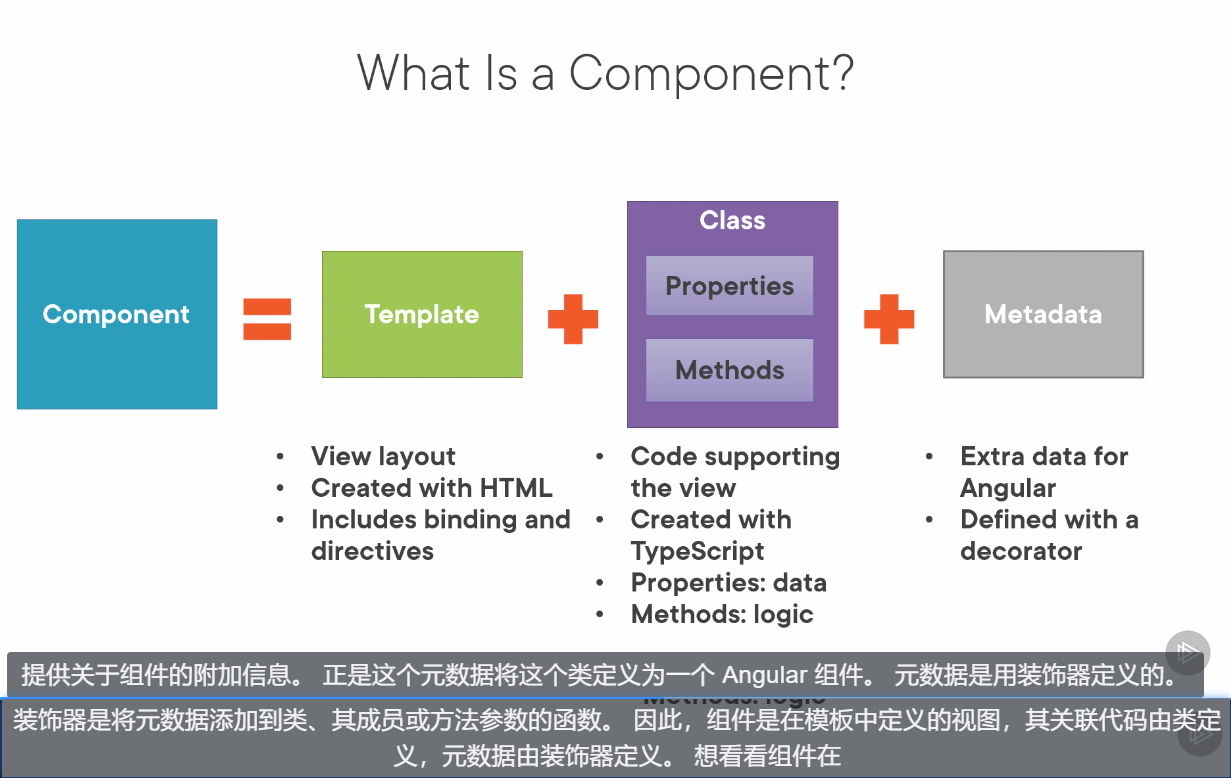 What Is a Component?
Component
Template
Class
Properties
Methods
Metadata
• View layout
• Created with HTML
• Includes binding and
directives
• Code supporting
the view
• Created with
TypeScript
• Properties: data
• Methods: logic
• Extra data for
Angular
• Defined with a
decorator
提供关于组件的附加信息。 正是这个元数据将这个类定义为一个 Angular 组件。 元数据是用装饰器定义的。
Methods: logic
装饰器是将元数据添加到类、其成员或方法参数的函数。 因此，组件是在模板中定义的视图，其关联代码由类定
义，元数据由装饰器定义。 想看看组件在